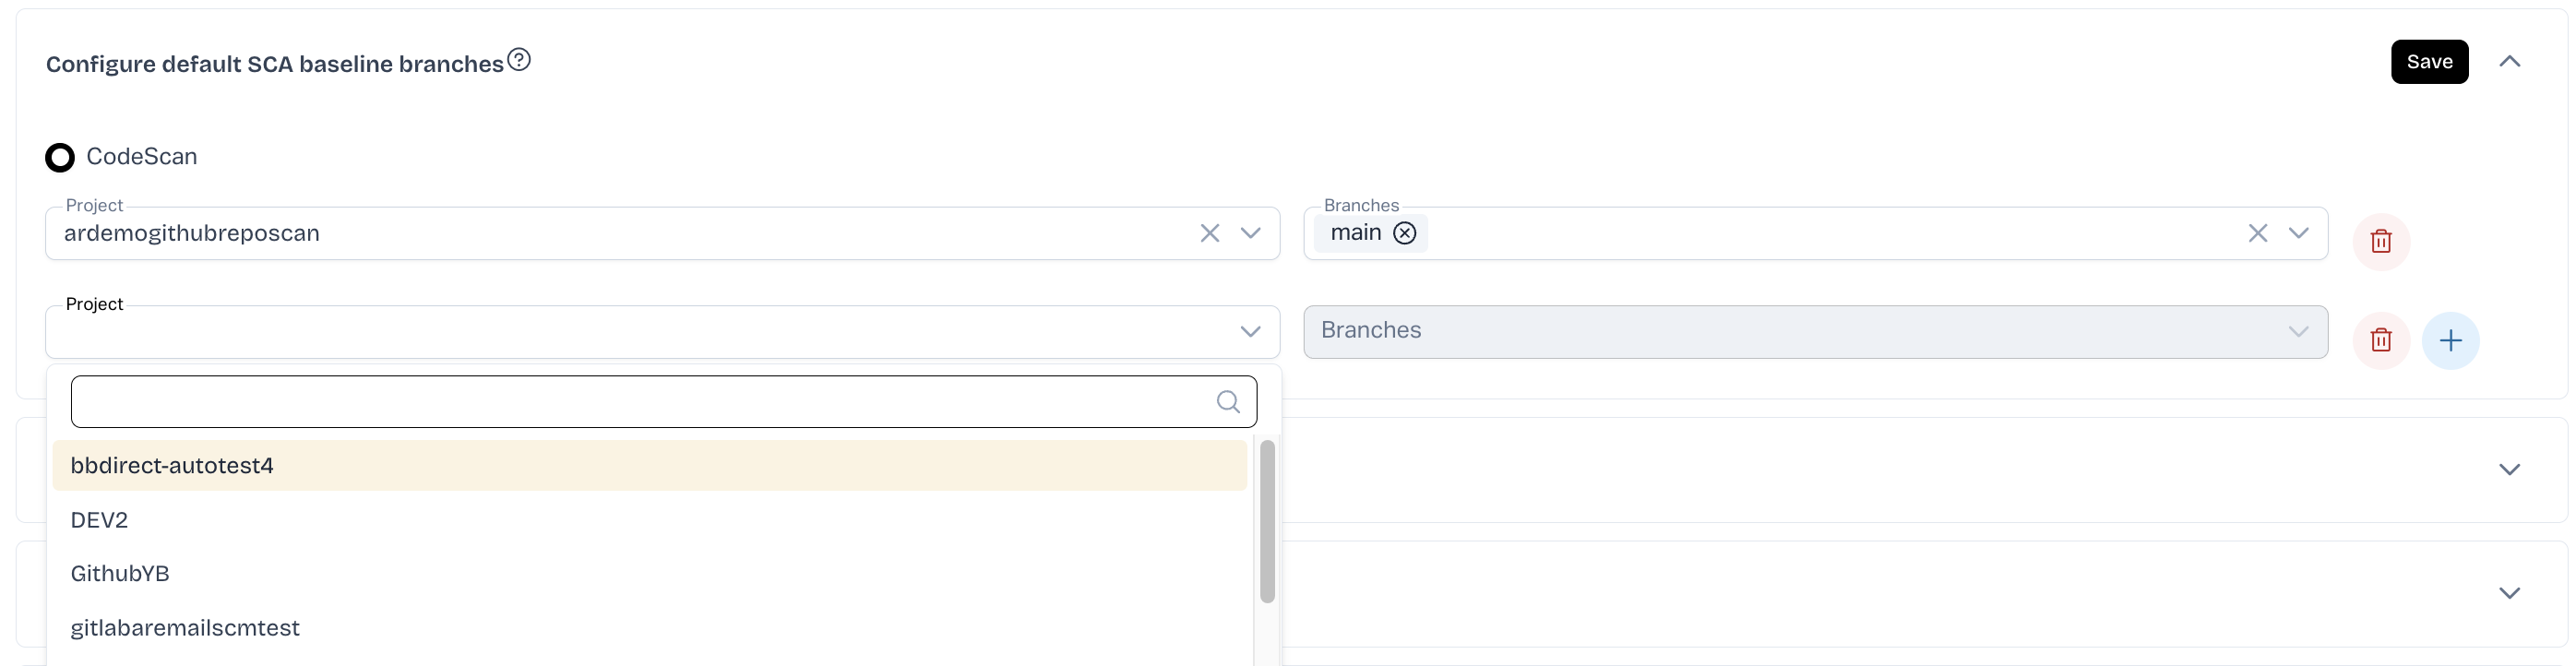 Configure default SCA baseline branches
Save
CodeScan
Project
ardemogithubreposcan
Branches
main
Project
Branches
bbdirect-autotest4
DEV2
GithubYB
gitlabaremailscmtest